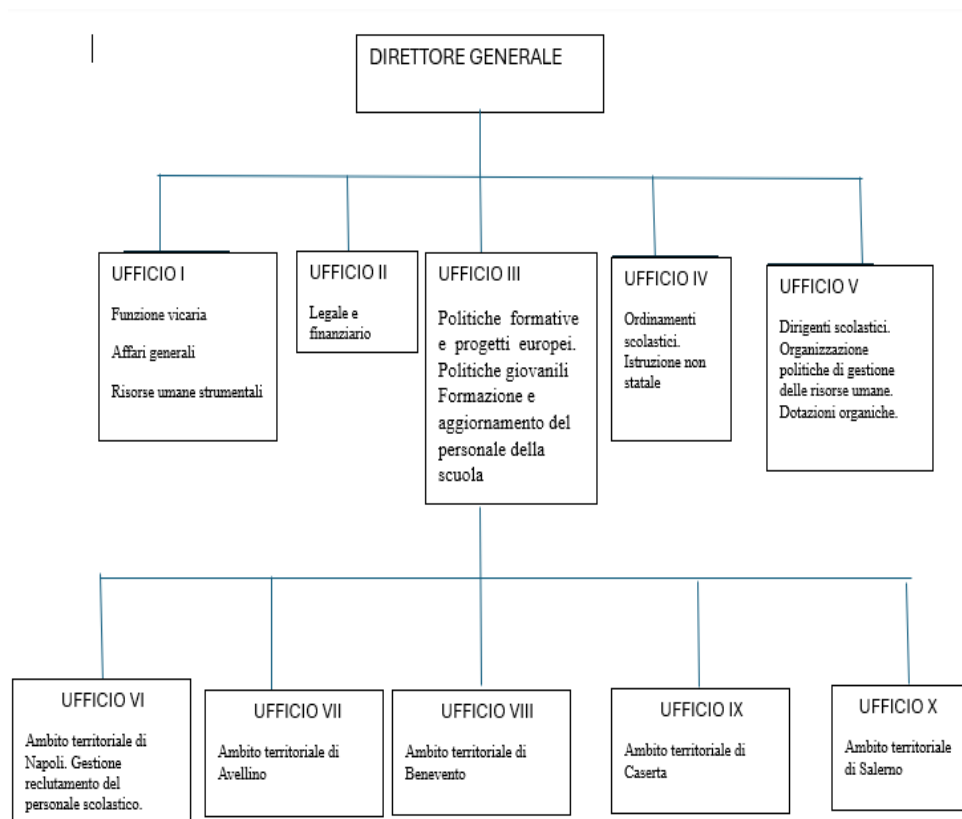 DIRETTORE GENERALE
UFFICIO I
Funzione vicaria
Affari generali
Risorse umane strumentali
UFFICIO II
Legale e
finanziario
UFFICIO III
Politiche formative
e progetti europei.
Politiche giovanili
Formazione e
aggiornamento del
personale della
scuola
UFFICIO IV
Ordinamenti
scolastici.
Istruzione non
statale
UFFICIO V
Dirigenti scolastici.
Organizzazione
politiche di gestione
delle risorse umane.
Dotazioni organiche.
UFFICIO VI
Ambito territoriale di
Napoli. Gestione
reclutamento del
personale scolastico.
UFFICIO VII
Ambito territoriale di
Avellino
UFFICIO VIII
Ambito territoriale di
Benevento
UFFICIO IX
Ambito territoriale di
Caserta
UFFICIO X
Ambito territoriale
di Salerno